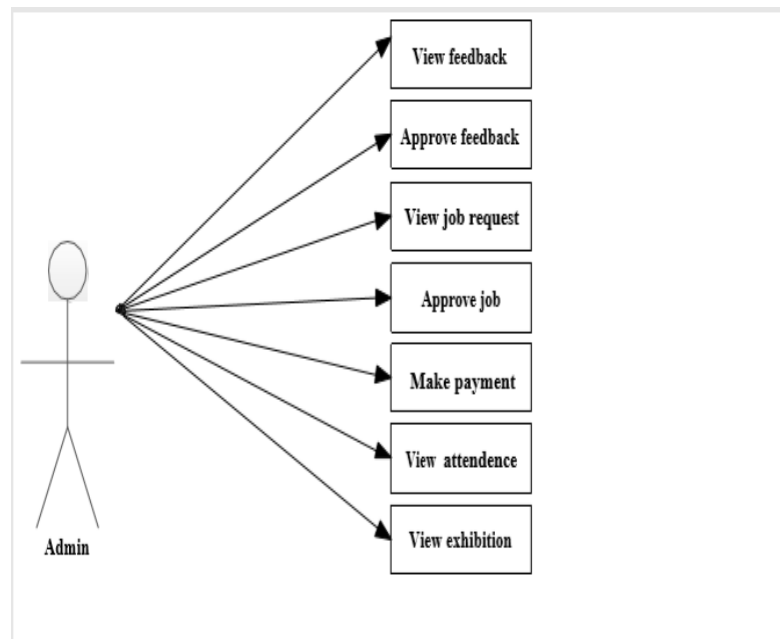 View feedback
Approve feedback
View job request
Approve job
Make payment
View attendence
View exhibition
Admin